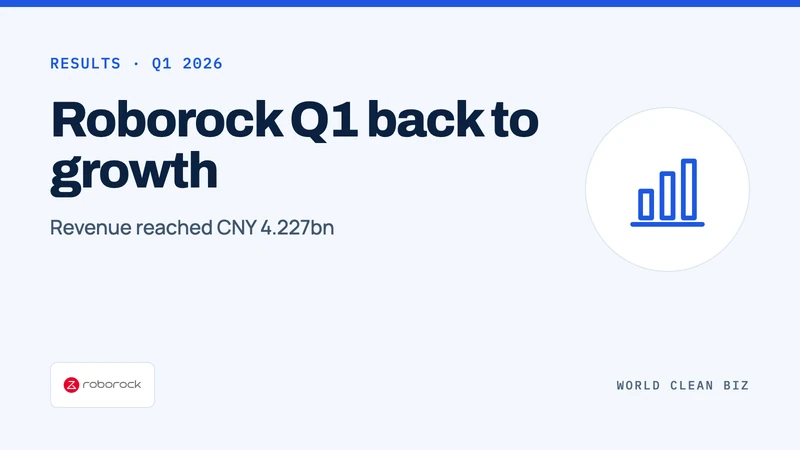 RESULTS · Q1 2026
Roborock Q1 back to
growth
Revenue reached CNY 4.227bn
roborock
WORLD CLEAN BIZ